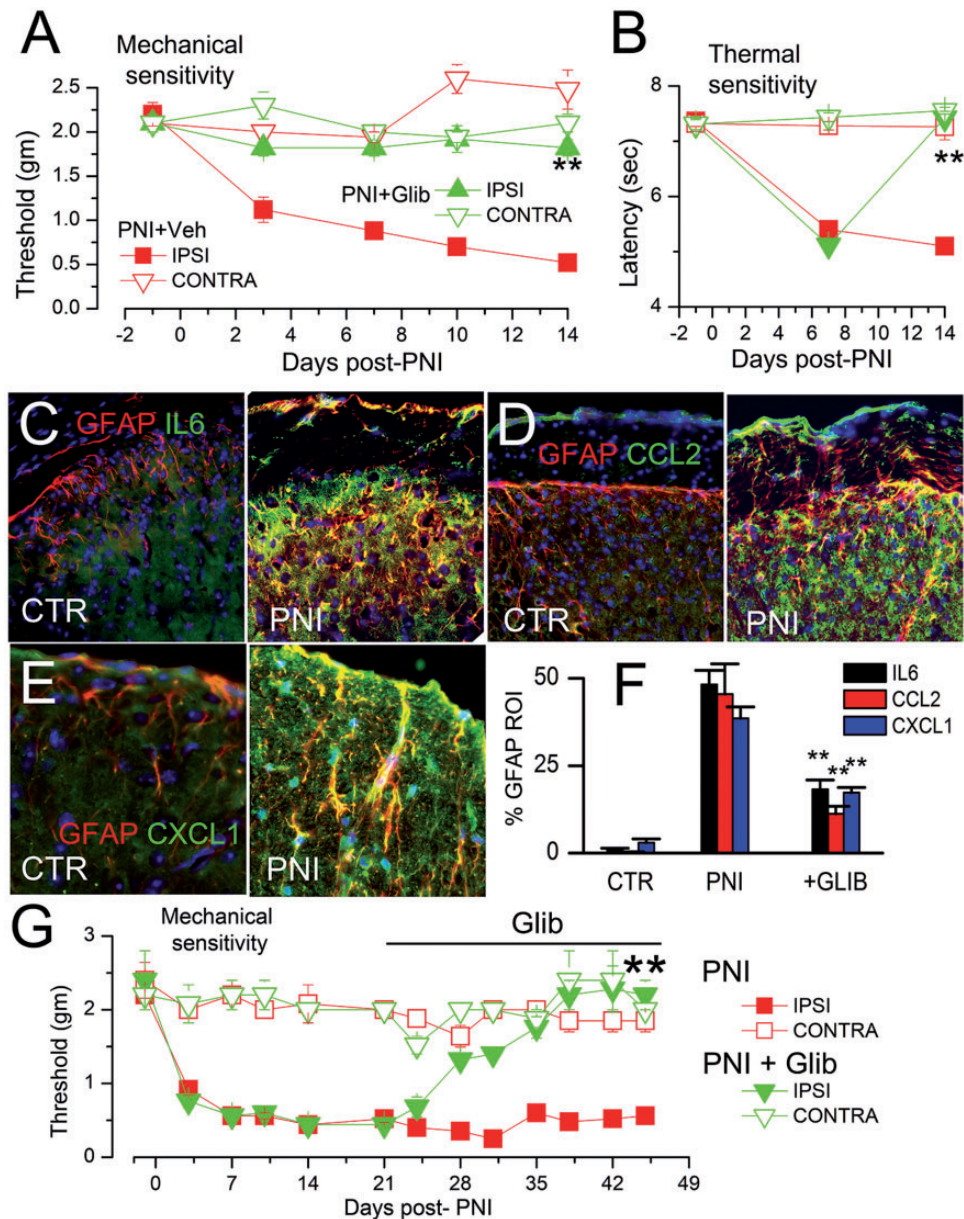 A
Mechanical
sensitivity
Threshold (gm)
2.5
2.0
1.5
1.0
0.5
0.0
PNI+Veh
IPSI
CONTRA
PNI+Glib
IPSI
CONTRA
**
-2 0 2 4 6 8 10 12 14
Days post-PNI
B
Thermal
sensitivity
Latency (sec)
8
6
4
**
-2 0 2 4 6 8 10 12 14
Days post-PNI
C
GFAP IL6
CTR
PNI
D
GFAP CCL2
CTR
PNI
E
GFAP CXCL1
CTR
PNI
F
% GFAP ROI
50
25
0
IL6
CCL2
CXCL1
** ** **
CTR PNI +GLIB
G
Mechanical
sensitivity
Glib
**
Threshold (gm)
3
2
1
0
0 7 14 21 28 35 42 49
Days post- PNI
PNI
IPSI
CONTRA
PNI + Glib
IPSI
CONTRA